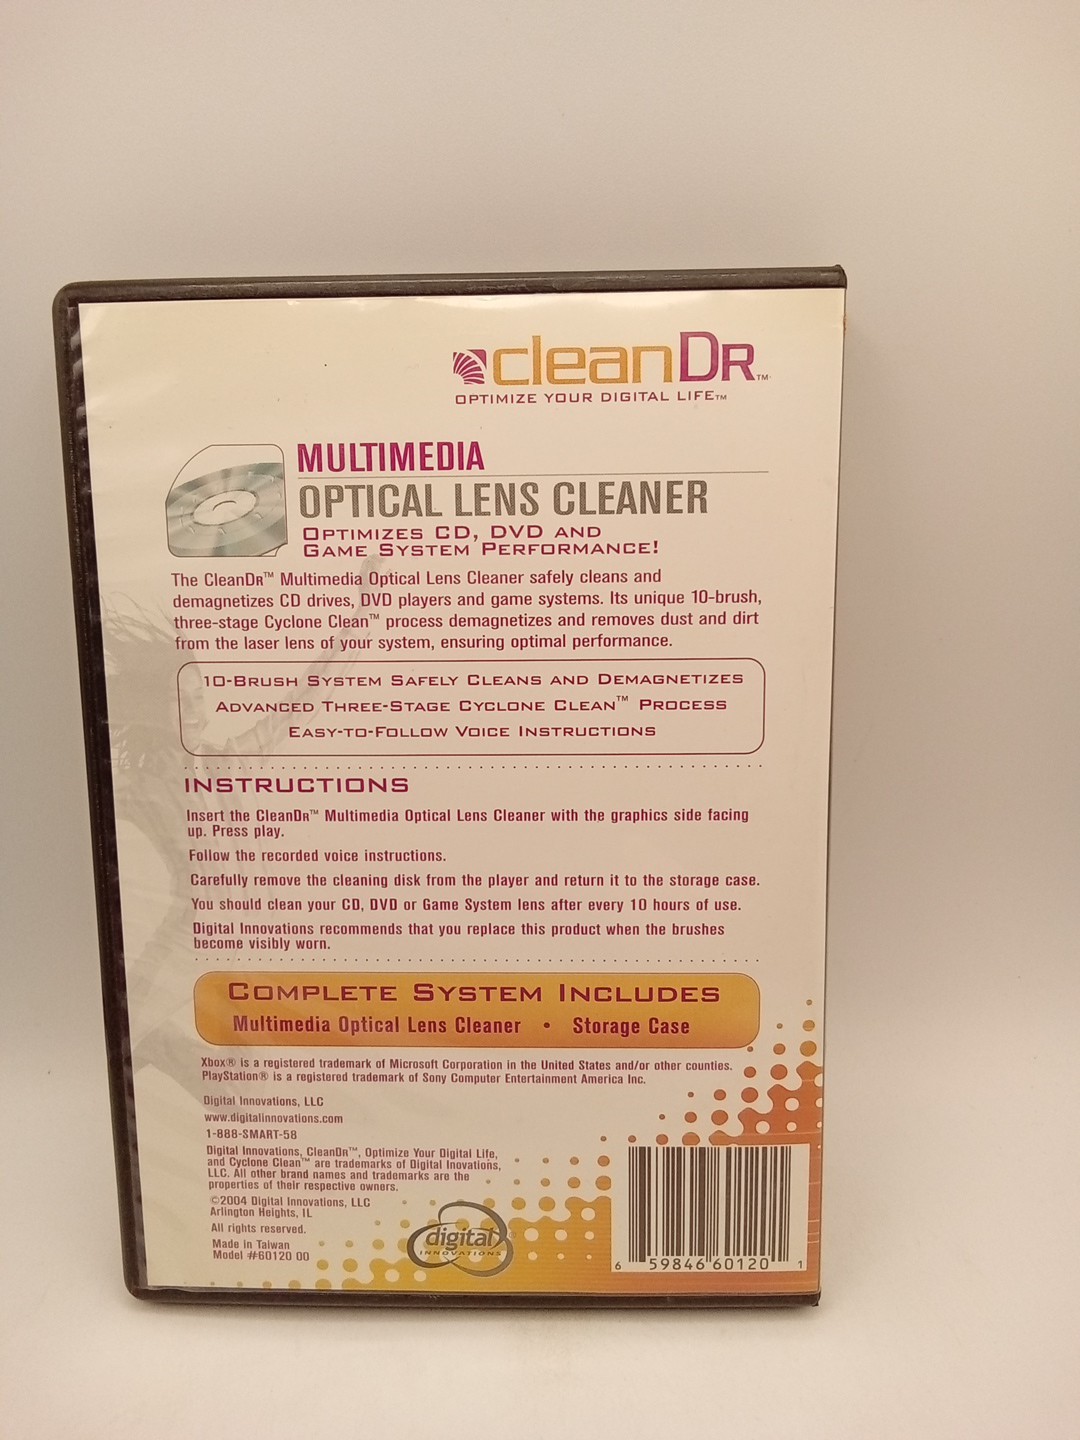 cleanDR™
OPTIMIZE YOUR DIGITAL LIFE™
MULTIMEDIA
OPTICAL LENS CLEANER
OPTIMIZES CD, DVD AND
GAME SYSTEM PERFORMANCE!
The CleanDR™ Multimedia Optical Lens Cleaner safely cleans and
demagnetizes CD drives, DVD players and game systems. Its unique 10-brush,
three-stage Cyclone Clean™ process demagnetizes and removes dust and dirt
from the laser lens of your system, ensuring optimal performance.
10-BRUSH SYSTEM SAFELY CLEANS AND DEMAGNETIZES
ADVANCED THREE-STAGE CYCLONE CLEAN™ PROCESS
EASY-TO-FOLLOW VOICE INSTRUCTIONS
INSTRUCTIONS
Insert the CleanDR™ Multimedia Optical Lens Cleaner with the graphics side facing
up. Press play.
Follow the recorded voice instructions.
Carefully remove the cleaning disk from the player and return it to the storage case.
You should clean your CD, DVD or Game System lens after every 10 hours of use.
Digital Innovations recommends that you replace this product when the brushes
become visibly worn.
COMPLETE SYSTEM INCLUDES
Multimedia Optical Lens Cleaner • Storage Case
Xbox® is a registered trademark of Microsoft Corporation in the United States and/or other counties.
PlayStation® is a registered trademark of Sony Computer Entertainment America Inc.
Digital Innovations, LLC
www.digitalinnovations.com
1-888-SMART-58
Digital Innovations, CleanDR™, Optimize Your Digital Life,
and Cyclone Clean™ are trademarks of Digital Inovations,
LLC. All other brand names and trademarks are the
properties of their respective owners.
©2004 Digital Innovations, LLC
Arlington Heights, IL
All rights reserved.
Made in Taiwan
Model #60120 00
digital®
INNOVATIONS
6 59846 60120 1